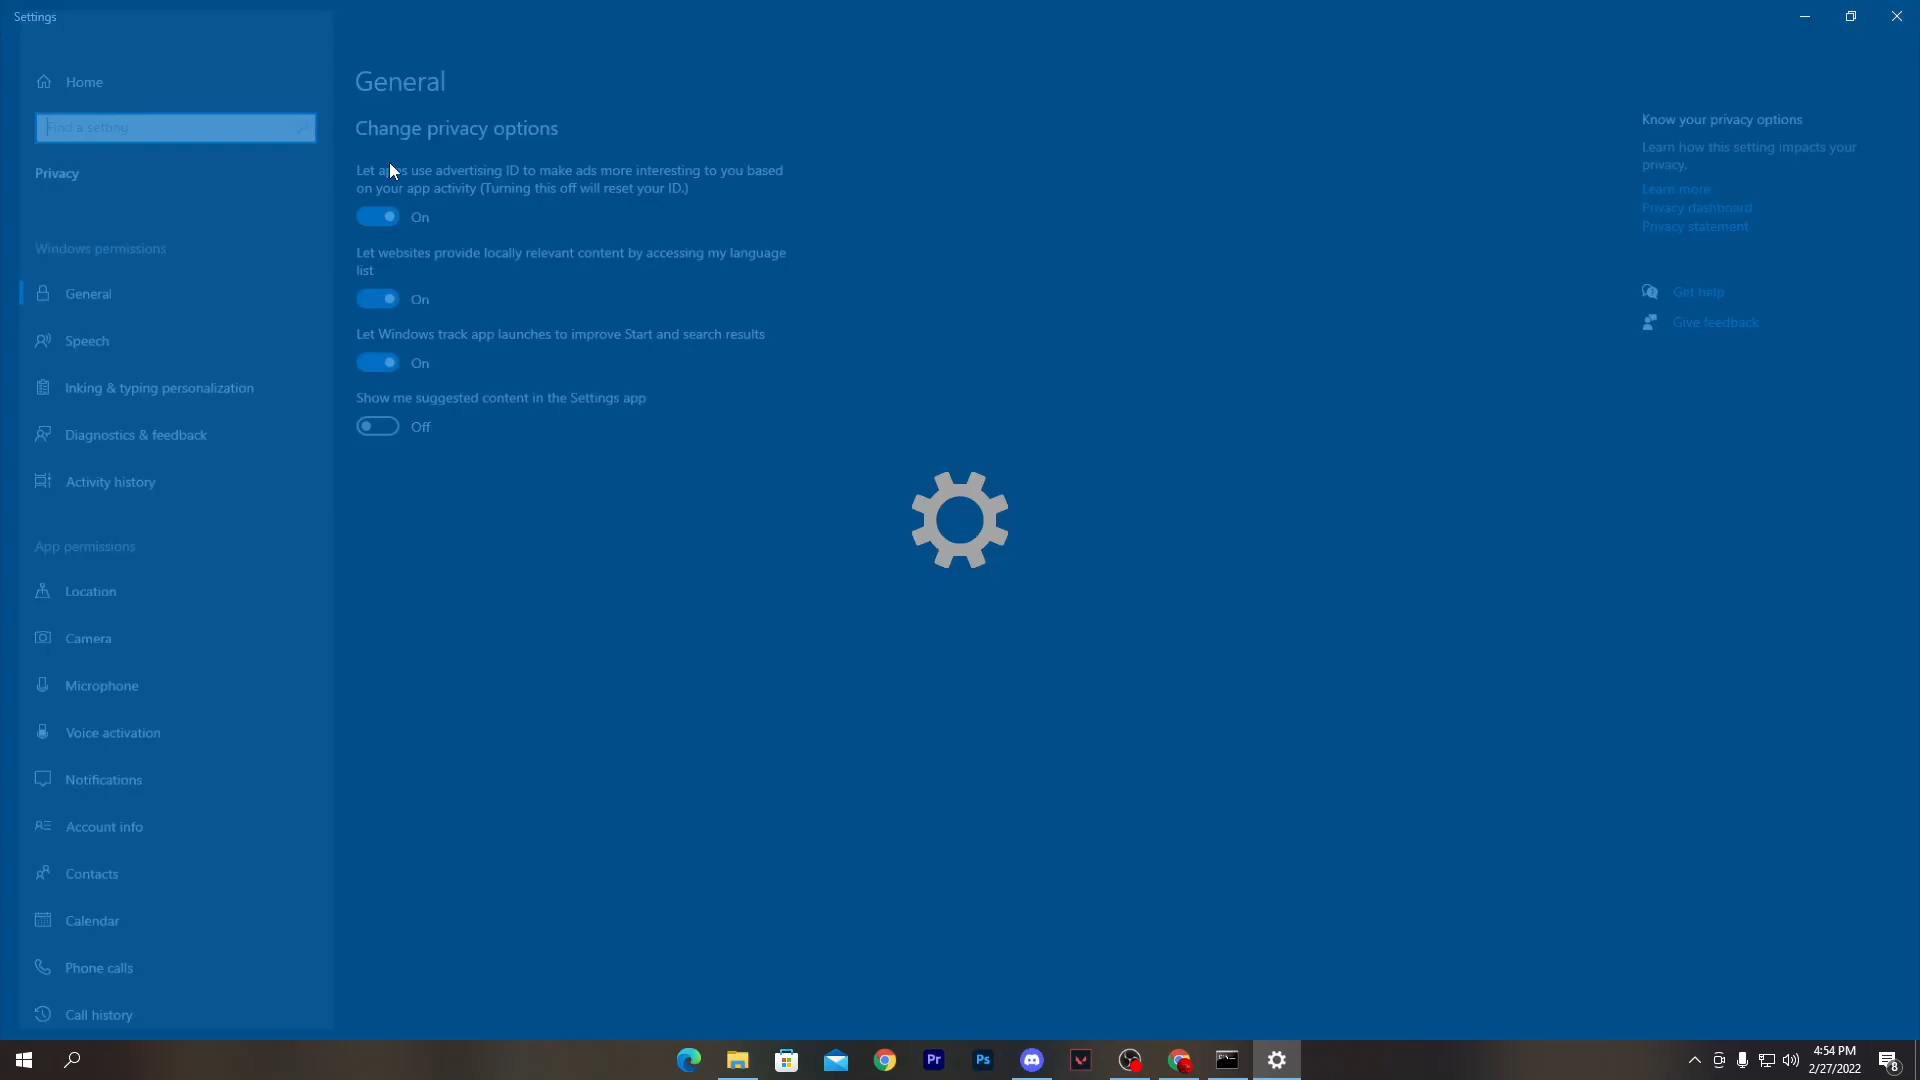 Settings
Home
Find a setting
Privacy
Windows permissions
General
Speech
Inking & typing personalization
Diagnostics & feedback
Activity history
App permissions
Location
Camera
Microphone
Voice activation
Notifications
Account info
Contacts
Calendar
Phone calls
Call history
General
Change privacy options
Let apps use advertising ID to make ads more interesting to you based
on your app activity (Turning this off will reset your ID.)
On
Let websites provide locally relevant content by accessing my language
list
On
Let Windows track app launches to improve Start and search results
On
Show me suggested content in the Settings app
Off
Know your privacy options
Learn how this setting impacts your
privacy.
Learn more
Privacy dashboard
Privacy statement
Get help
Give feedback
Pr
Ps
4:54 PM
2/27/2022
8